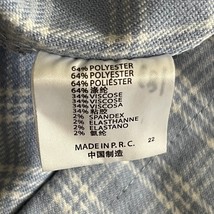 64% POLYESTER
64% POLYESTER
64% POLIÉSTER
64% 涤纶
34% VISCOSE
34% VISCOSE
34% VISCOSA
34% 粘胶
2% SPANDEX
2% ELASTHANNE
2% ELASTANO
2% 氨纶
MADE IN P. R. C.
中国制造
22